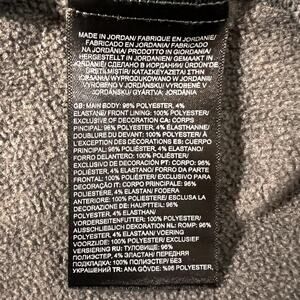 MADE IN JORDAN/ FABRIQUE EN JORDANIE/
FABRICADO EN JORDANIA/ FABRICADO
NA JORDÂNIA/ PRODOTTO IN GIORDANIA/
HERGESTELLT IN JORDANIEN/ GEMAAKT IN
JORDANIË/ СДЕЛАНО В ИОРДАНИИ/ ÜRDÜN'DE
JORDANIA/ WYPRODUKOWANO W JORDANII/
VYROBENO V JORDÁNSKU/ VYROBENÉ V
JORDÁNSKU/ GYÁRTVA: JORDÁNIA
GB: MAIN BODY: 96% POLYESTER, 4%
ELASTANE/ FRONT LINING: 100% POLYESTER/
EXCLUSIVE OF DECORATION CA: CORPS
PRINCIPAL: 96% POLYESTER, 4% ELASTHANNE/
DOUBLURE DU DEVANT: 100% POLYESTER/ À
L'EXCEPTION DES DÉCORATIONS ES: CUERPO
PRINCIPAL: 96% POLIÉSTER, 4% ELASTANO/
FORRO DELANTERO: 100% POLIÉSTER/
EXCLUSIVO DE DECORACIÓN PT: CORPO: 96%
POLIÉSTER, 4% ELASTANO/ FORRO DA PARTE
FRONTAL: 100% POLIÉSTER/ EXCLUSIVO PARA
DECORAÇÃO IT: CORPO PRINCIPALE: 96%
POLIESTERE, 4% ELASTAN/ FODERA
ANTERIORE: 100% POLIESTERE/ ESCLUSA LA
DECORAZIONE DE: HAUPTTEIL: 96%
POLYESTER, 4% ELASTHAN/
VORDERSEITENFUTTER: 100% POLYESTER/
AUSSCHLIEßLICH DEKORATION NL: ROMP: 96%
POLYESTER, 4% ELASTAAN/ VOERING
VOORZIJDE: 100% POLYESTER/ EXCLUSIEF
VERSIERING RU: ТУЛОВИЩЕ: 96%
ПОЛИЭСТЕР, 4% ЭЛАСТАН/ ПЕРЕДНЯЯ
ПОДКЛАДКА: 100% ПОЛИЭСТЕР/ БЕЗ
УКРАШЕНИЙ TR: ANA GÖVDE: %96 POLYESTER,